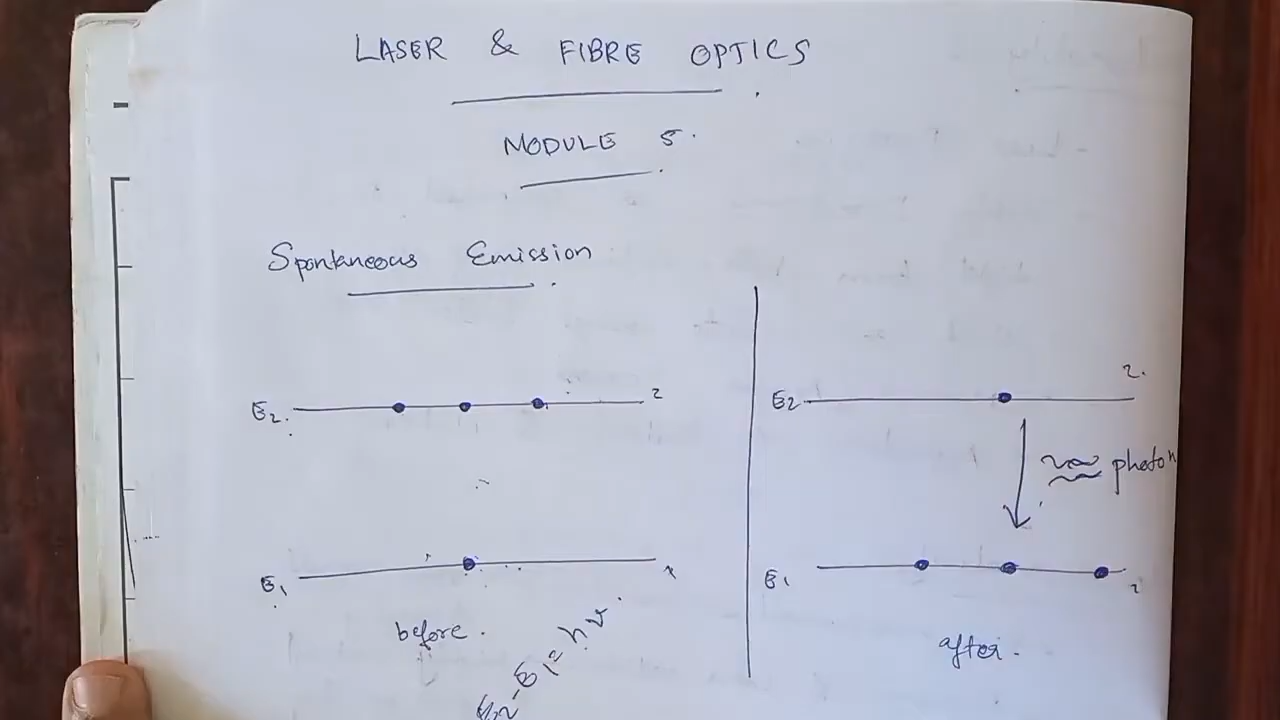 LASER & FIBRE OPTICS
MODULE 5.
Spontaneous Emission
E2. 2
E1 1
before.
E2-E1=hν.
E2 2.
photon
E1 1
after.